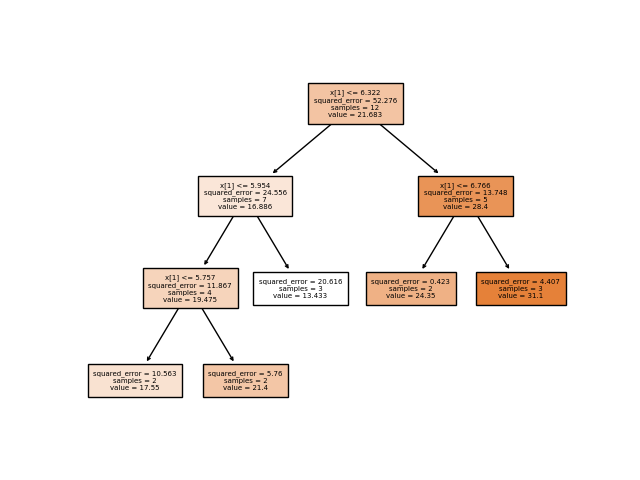 x[1] <= 6.322
squared_error = 52.276
samples = 12
value = 21.683
x[1] <= 5.954
squared_error = 24.556
samples = 7
value = 16.886
x[1] <= 6.766
squared_error = 13.748
samples = 5
value = 28.4
x[1] <= 5.757
squared_error = 11.867
samples = 4
value = 19.475
squared_error = 20.616
samples = 3
value = 13.433
squared_error = 0.423
samples = 2
value = 24.35
squared_error = 4.407
samples = 3
value = 31.1
squared_error = 10.563
samples = 2
value = 17.55
squared_error = 5.76
samples = 2
value = 21.4